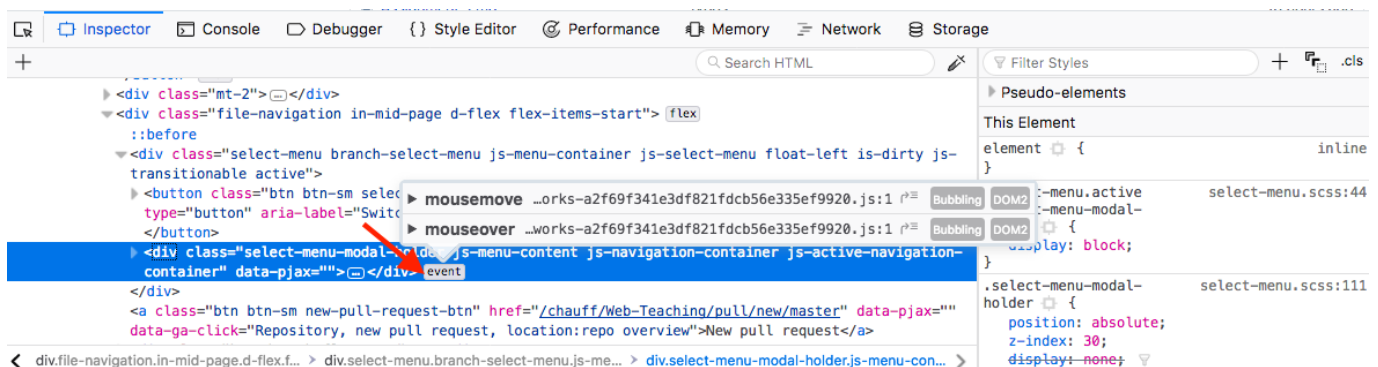 Inspector Console Debugger { } Style Editor Performance Memory Network Storage
+ Search HTML Filter Styles + .cls
<div class="mt-2"></div>
Pseudo-elements
<div class="file-navigation in-mid-page d-flex flex-items-start"> flex
This Element
::before
element { inline
<div class="select-menu branch-select-menu js-menu-container js-select-menu float-left is-dirty js-
}
transitionable active">
<button class="btn btn-sm selec
mousemove …orks-a2f69f341e3df821fdcb56e335ef9920.js:1 Bubbling DOM2
-menu.active select-menu.scss:44
type="button" aria-label="Switc
-menu-modal-
</button>
mouseover …works-a2f69f341e3df821fdcb56e335ef9920.js:1 Bubbling DOM2
{
<div class="select-menu-modal-holder js-menu-content js-navigation-container js-active-navigation-
display: block;
container" data-pjax=""></div> event
}
</div>
.select-menu-modal- select-menu.scss:111
<a class="btn btn-sm new-pull-request-btn" href="/chauff/Web-Teaching/pull/new/master" data-pjax=""
holder {
data-ga-click="Repository, new pull request, location:repo overview">New pull request</a>
position: absolute;
z-index: 30;
div.file-navigation.in-mid-page.d-flex.f… > div.select-menu.branch-select-menu.js-me… > div.select-menu-modal-holder.js-menu-con… >
display: none;